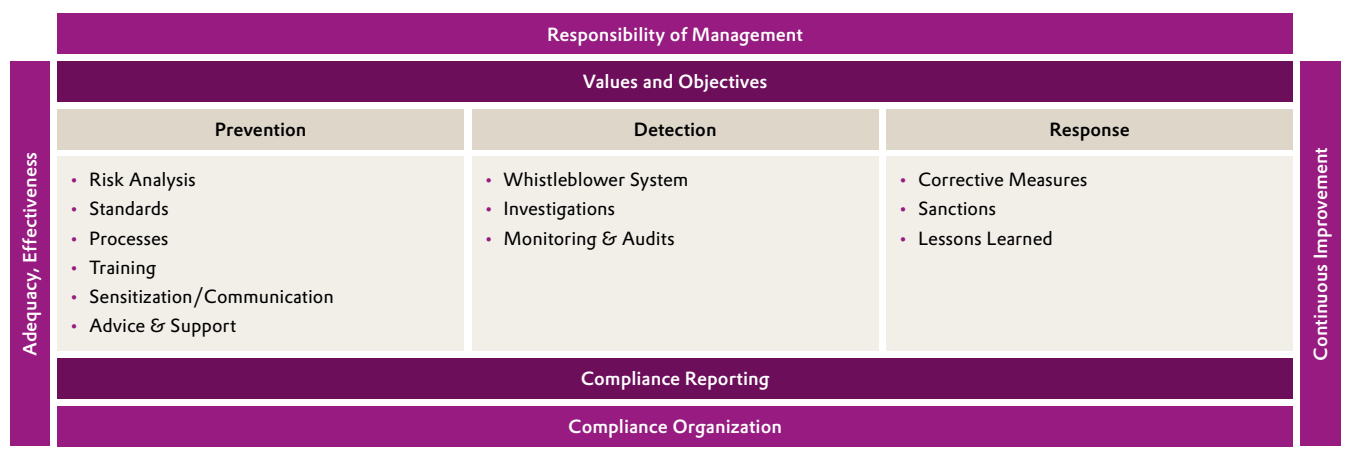 Responsibility of Management
Values and Objectives
Adequacy, Effectiveness
Prevention
• Risk Analysis
• Standards
• Processes
• Training
• Sensitization/Communication
• Advice & Support
Detection
• Whistleblower System
• Investigations
• Monitoring & Audits
Response
• Corrective Measures
• Sanctions
• Lessons Learned
Continuous Improvement
Compliance Reporting
Compliance Organization